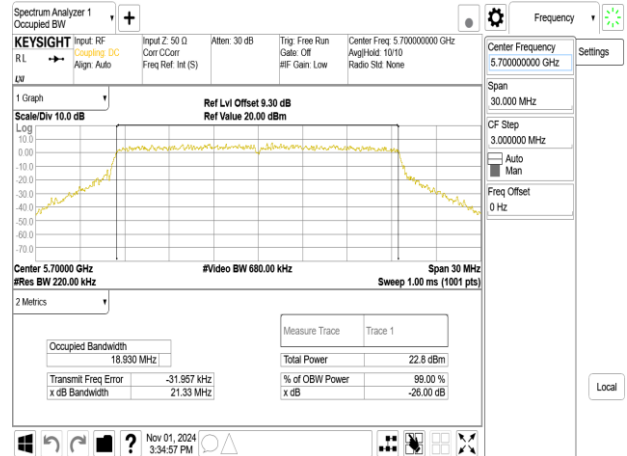 Spectrum Analyzer 1
Occupied BW
Frequency
KEYSIGHT
Input: RF
Coupling: DC
Align: Auto
Input Z: 50 Ω
Corr CCorr
Freq Ref: Int (S)
Atten: 30 dB
Trig: Free Run
Gate: Off
#IF Gain: Low
Center Freq: 5.700000000 GHz
Avg|Hold: 10/10
Radio Std: None
RL
Center Frequency
5.700000000 GHz
Settings
Span
30.000 MHz
CF Step
3.000000 MHz
Auto
Man
Freq Offset
0 Hz
1 Graph
Scale/Div 10.0 dB
Ref Lvl Offset 9.30 dB
Ref Value 20.00 dBm
Log
10.0
0.00
-10.0
-20.0
-30.0
-40.0
-50.0
-60.0
-70.0
Center 5.70000 GHz
#Res BW 220.00 kHz
#Video BW 680.00 kHz
Span 30 MHz
Sweep 1.00 ms (1001 pts)
2 Metrics
Measure Trace Trace 1
Occupied Bandwidth
18.930 MHz
Total Power 22.8 dBm
Transmit Freq Error -31.957 kHz
% of OBW Power 99.00 %
x dB Bandwidth 21.33 MHz
x dB -26.00 dB
Local
Nov 01, 2024
3:34:57 PM